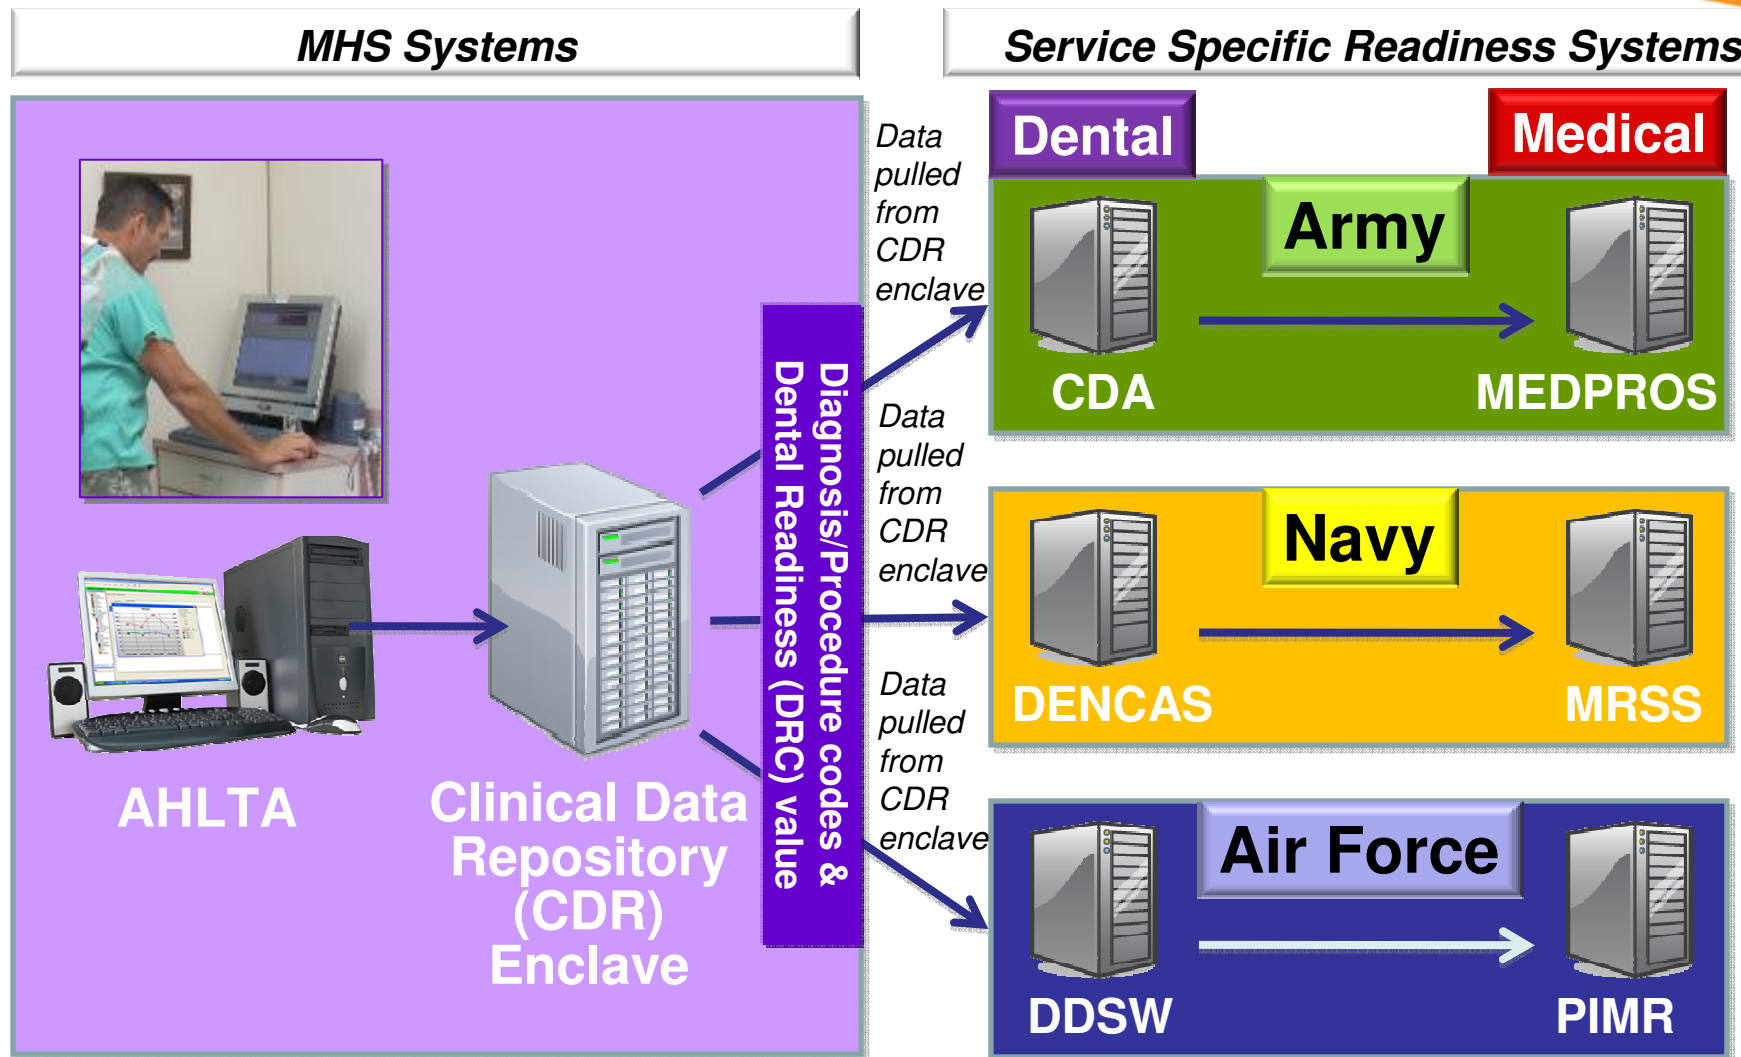 MHS Systems
Service Specific Readiness Systems
AHLTA
Clinical Data
Repository
(CDR)
Enclave
Diagnosis/Procedure codes &
Dental Readiness (DRC) value
Data
pulled
from
CDR
enclave
Data
pulled
from
CDR
enclave
Data
pulled
from
CDR
enclave
Dental
Medical
Army
CDA
MEDPROS
Navy
DENCAS
MRSS
Air Force
DDSW
PIMR